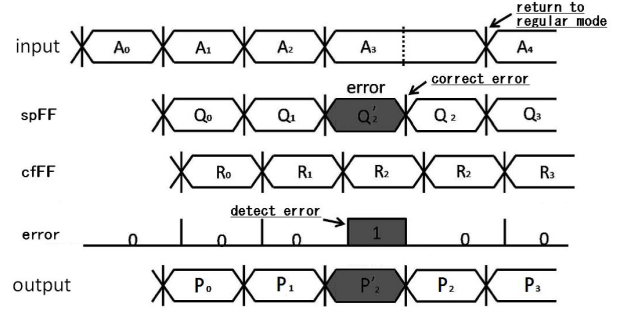 return to
regular mode
input A0 A1 A2 A3 A4
error correct error
spFF Q0 Q1 Q'2 Q2 Q3
cfFF R0 R1 R2 R2 R3
detect error
error 0 0 0 1 0 0
output P0 P1 P'2 P2 P3